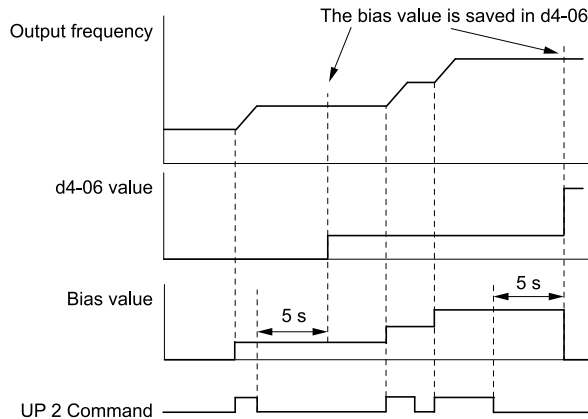 The bias value is saved in d4-06
Output frequency
d4-06 value
Bias value
5 s
5 s
UP 2 Command